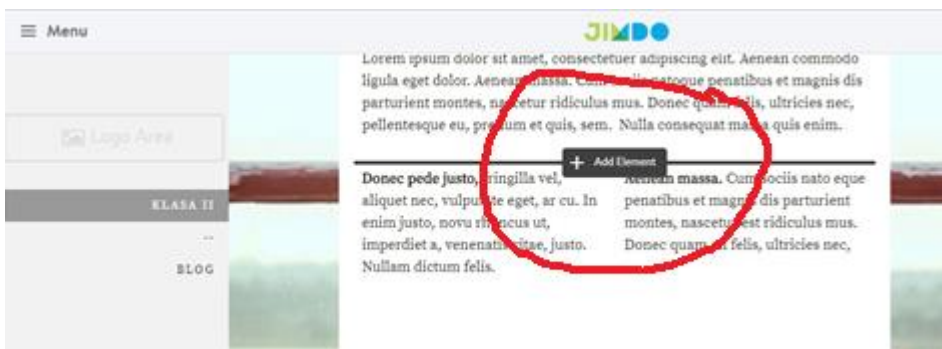 Menu
JIMDO
Lorem ipsum dolor sit amet, consectetuer adipiscing elit. Aenean commodo
ligula eget dolor. Aenean massa. Cum sociis natoque penatibus et magnis dis
parturient montes, nascetur ridiculus mus. Donec quam felis, ultricies nec,
pellentesque eu, pretium et quis, sem. Nulla consequat massa quis enim.
Logo Area
KLASA II
--
BLOG
Add Element
Donec pede justo, fringilla vel,
aliquet nec, vulputate eget, ar cu. In
enim justo, novu rhoncus ut,
imperdiet a, venenatis vitae, justo.
Nullam dictum felis.
Aenean massa. Cum sociis nato eque
penatibus et magnis dis parturient
montes, nascetur est ridiculus mus.
Donec quam eu felis, ultricies nec,